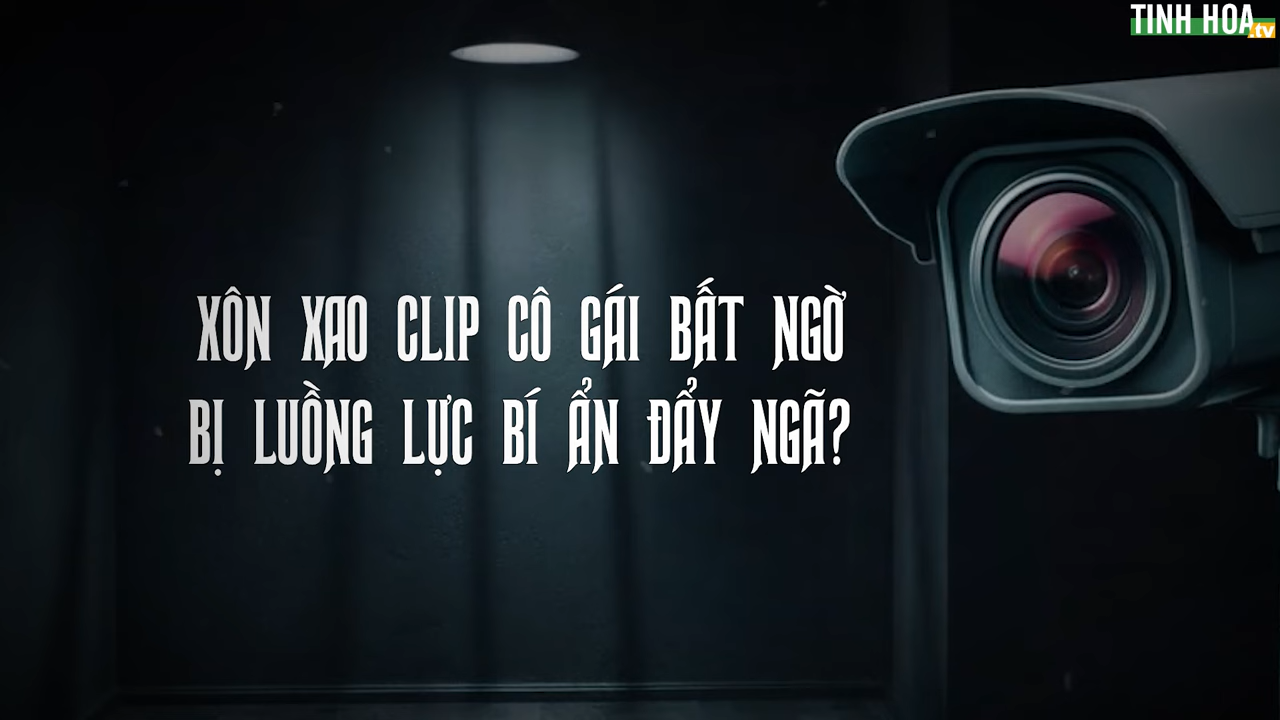 TINH HOA
.tv
XÔN XAO CLIP CÔ GÁI BẤT NGỜ
BỊ LUỒNG LỰC BÍ ẨN ĐẨY NGÃ?